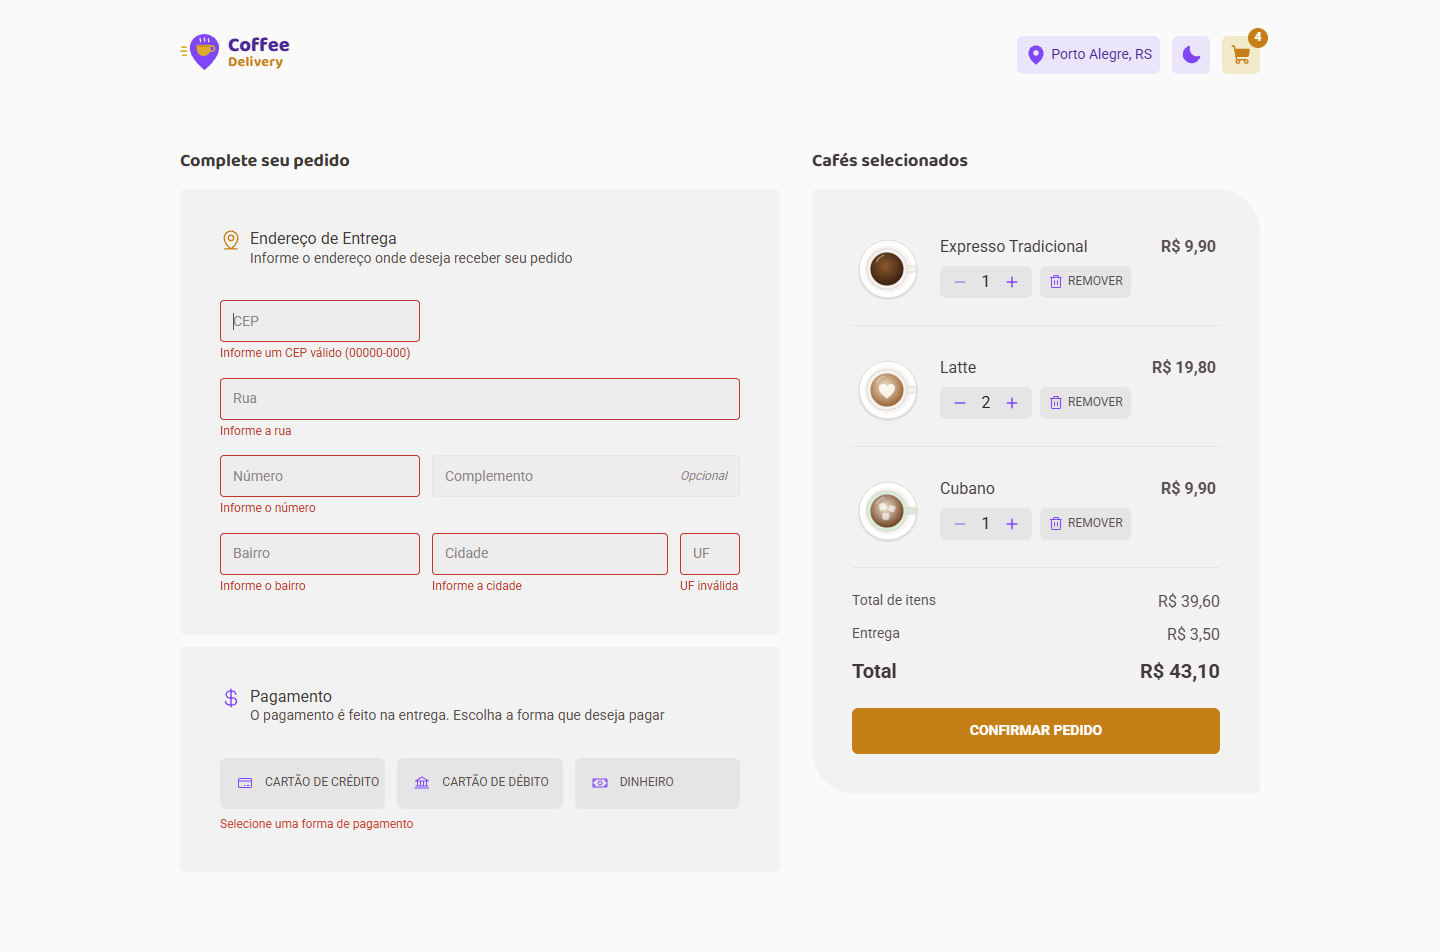 Coffee
Delivery
Porto Alegre, RS
4
Complete seu pedido
Endereço de Entrega
Informe o endereço onde deseja receber seu pedido
CEP
Informe um CEP válido (00000-000)
Rua
Informe a rua
Número
Complemento
Opcional
Informe o número
Bairro
Cidade
UF
Informe o bairro
Informe a cidade
UF inválida
Pagamento
O pagamento é feito na entrega. Escolha a forma que deseja pagar
CARTÃO DE CRÉDITO
CARTÃO DE DÉBITO
DINHEIRO
Selecione uma forma de pagamento
Cafés selecionados
Expresso Tradicional
R$ 9,90
1
REMOVER
Latte
R$ 19,80
2
REMOVER
Cubano
R$ 9,90
1
REMOVER
Total de itens
R$ 39,60
Entrega
R$ 3,50
Total
R$ 43,10
CONFIRMAR PEDIDO